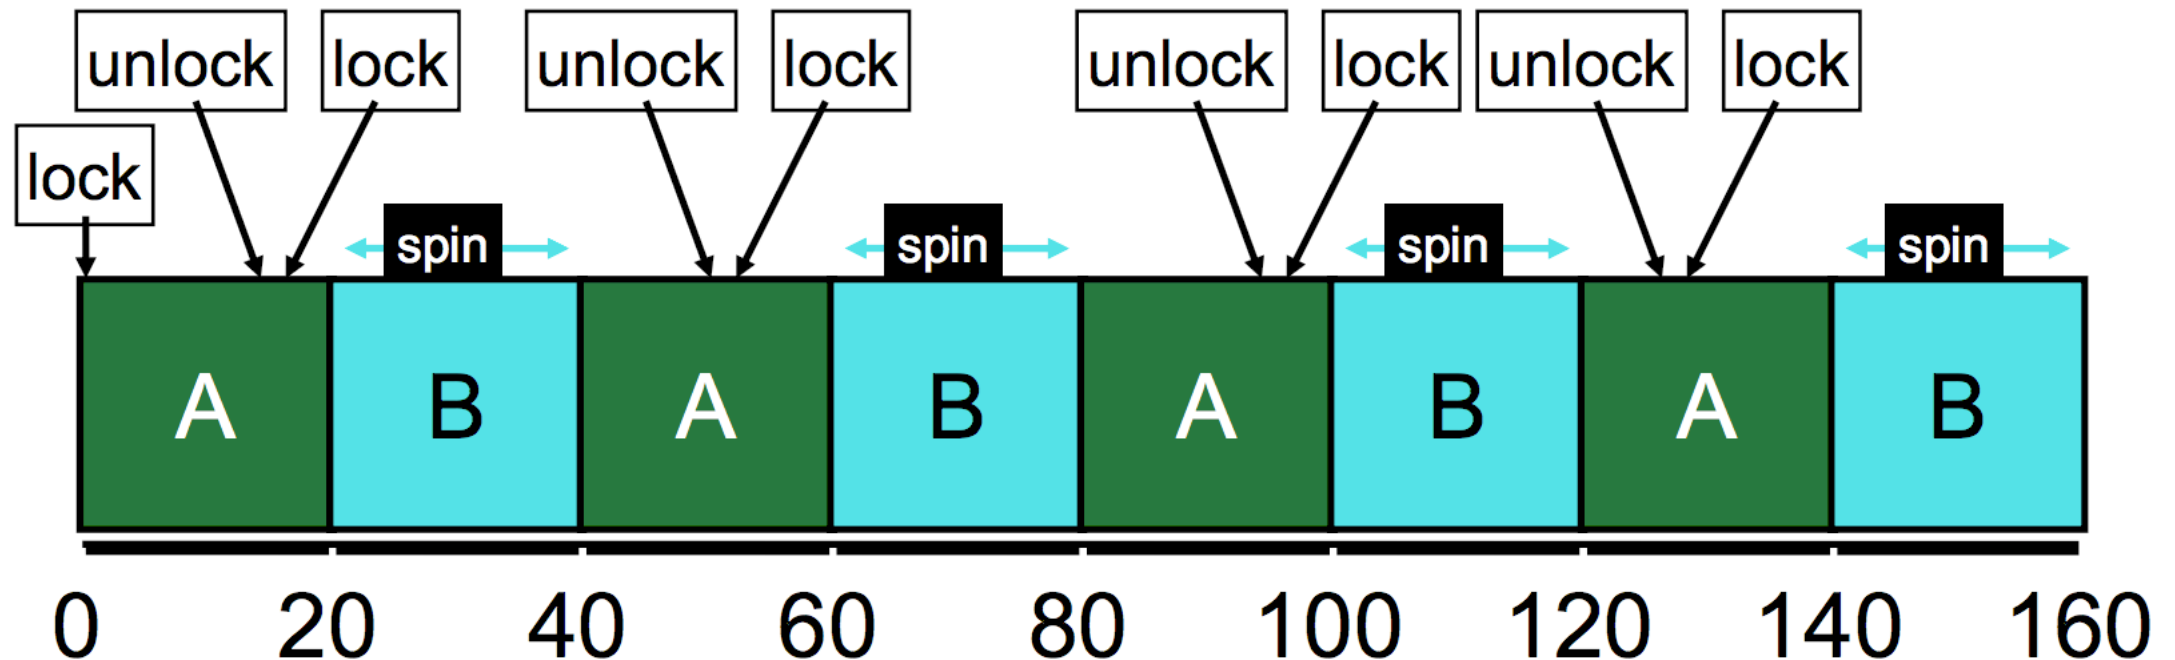 unlock lock unlock lock unlock lock unlock lock
lock
spin spin spin spin
A B A B A B A B
0 20 40 60 80 100 120 140 160